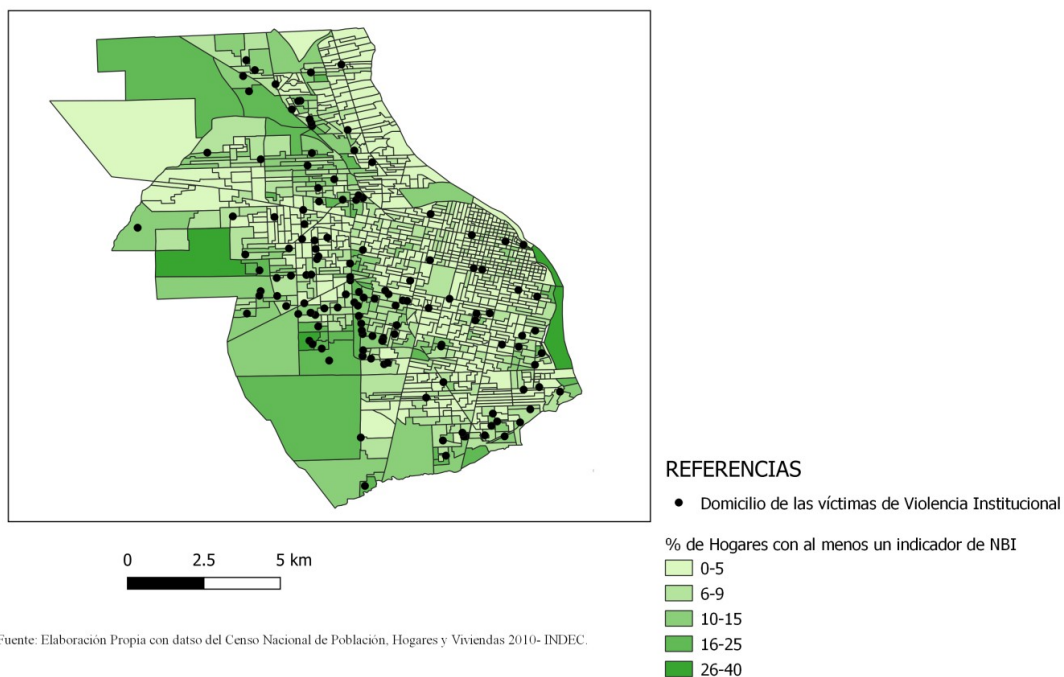 REFERENCIAS
Domicilio de las víctimas de Violencia Institucional
% de Hogares con al menos un indicador de NBI
0-5
6-9
10-15
16-25
26-40
0 2.5 5 km
Fuente: Elaboración Propia con datso del Censo Nacional de Población, Hogares y Viviendas 2010- INDEC.